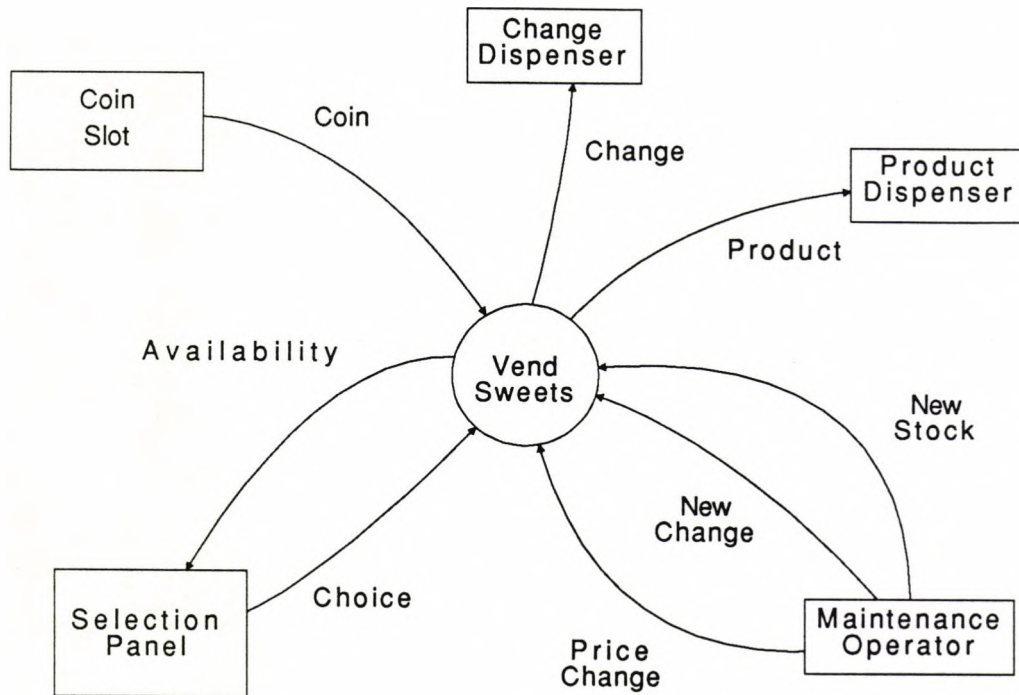 Change
Dispenser
Coin
Slot
Coin
Change
Product
Dispenser
Product
Availability
Vend
Sweets
New
Stock
New
Change
Choice
Selection
Panel
Price
Change
Maintenance
Operator